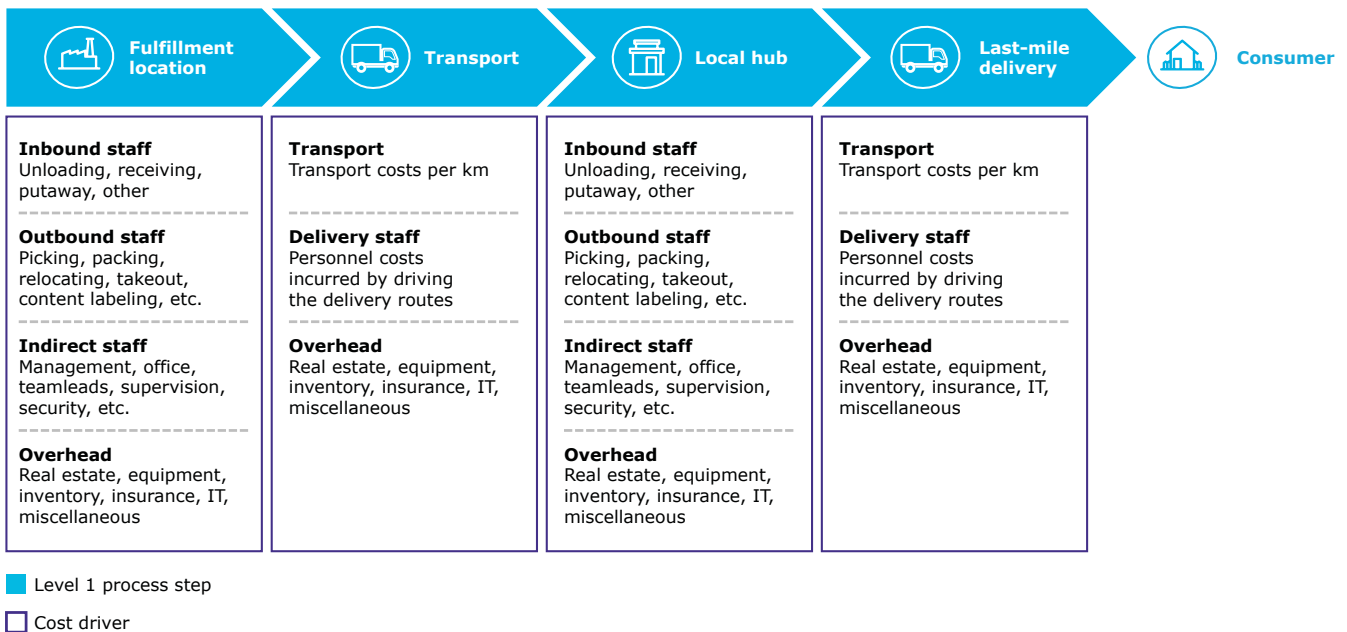 Fulfillment
location
Transport
Local hub
Last-mile
delivery
Consumer
Inbound staff
Unloading, receiving,
putaway, other
Outbound staff
Picking, packing,
relocating, takeout,
content labeling, etc.
Indirect staff
Management, office,
teamleads, supervision,
security, etc.
Overhead
Real estate, equipment,
inventory, insurance, IT,
miscellaneous
Transport
Transport costs per km
Delivery staff
Personnel costs
incurred by driving
the delivery routes
Overhead
Real estate, equipment,
inventory, insurance, IT,
miscellaneous
Inbound staff
Unloading, receiving,
putaway, other
Outbound staff
Picking, packing,
relocating, takeout,
content labeling, etc.
Indirect staff
Management, office,
teamleads, supervision,
security, etc.
Overhead
Real estate, equipment,
inventory, insurance, IT,
miscellaneous
Transport
Transport costs per km
Delivery staff
Personnel costs
incurred by driving
the delivery routes
Overhead
Real estate, equipment,
inventory, insurance, IT,
miscellaneous
Level 1 process step
Cost driver